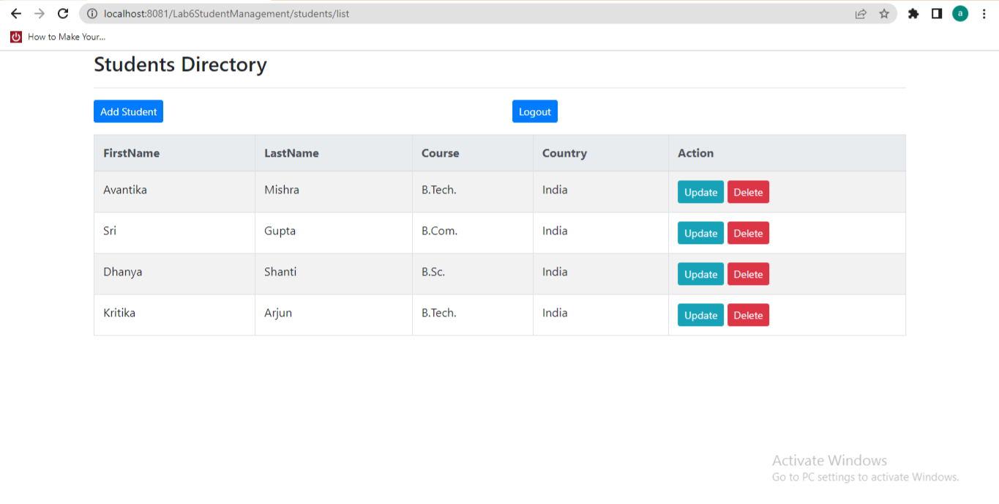 localhost:8081/Lab6StudentManagement/students/list
a
How to Make Your...
Students Directory
Add Student Logout
FirstName LastName Course Country Action
Avantika Mishra B.Tech. India Update Delete
Sri Gupta B.Com. India Update Delete
Dhanya Shanti B.Sc. India Update Delete
Kritika Arjun B.Tech. India Update Delete
Activate Windows
Go to PC settings to activate Windows.